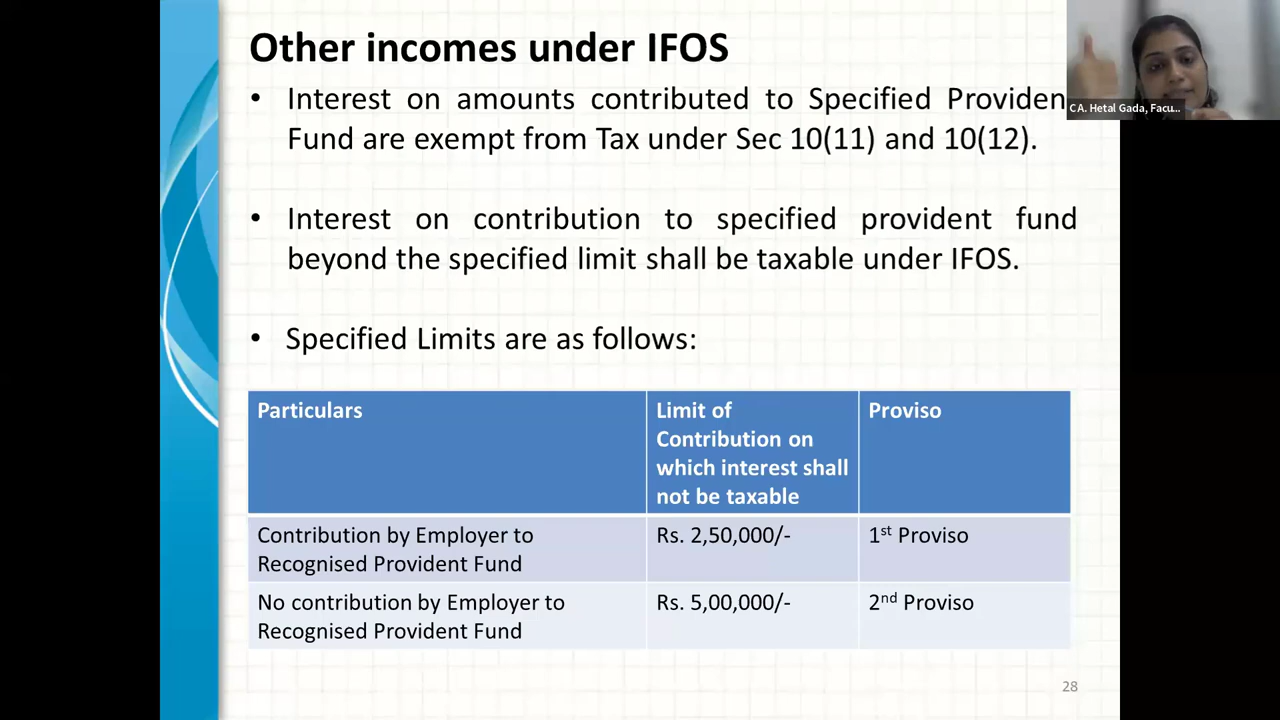 Other incomes under IFOS
• Interest on amounts contributed to Specified Providen
Fund are exempt from Tax under Sec 10(11) and 10(12).
• Interest on contribution to specified provident fund
beyond the specified limit shall be taxable under IFOS.
• Specified Limits are as follows:
Particulars
Limit of
Contribution on
which interest shall
not be taxable
Proviso
Contribution by Employer to
Recognised Provident Fund
Rs. 2,50,000/-
1st Proviso
No contribution by Employer to
Recognised Provident Fund
Rs. 5,00,000/-
2nd Proviso
28
CA. Hetal Gada, Facu...